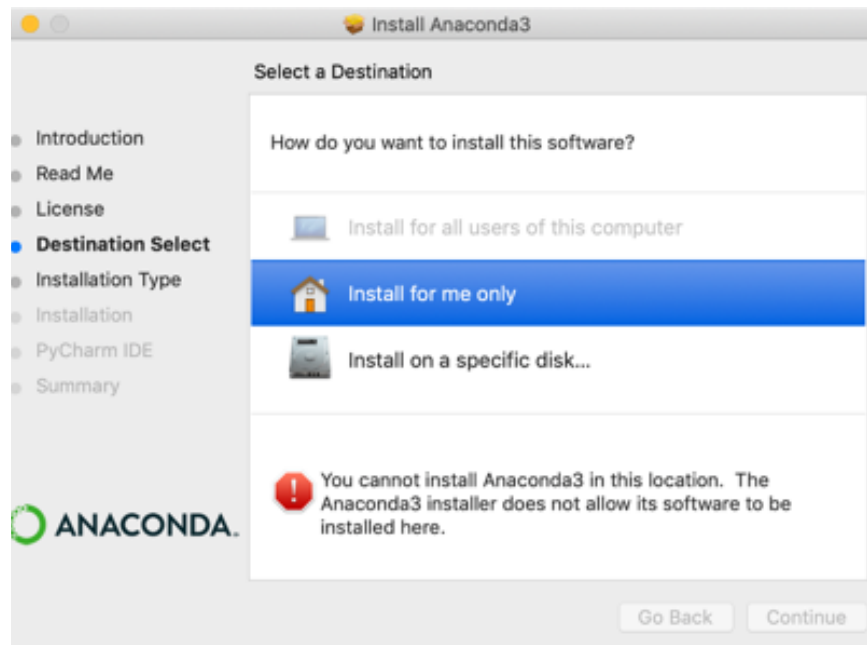 Install Anaconda3
Select a Destination
Introduction
Read Me
License
Destination Select
Installation Type
Installation
PyCharm IDE
Summary
How do you want to install this software?
Install for all users of this computer
Install for me only
Install on a specific disk...
You cannot install Anaconda3 in this location. The
Anaconda3 installer does not allow its software to be
installed here.
ANACONDA.
Go Back
Continue